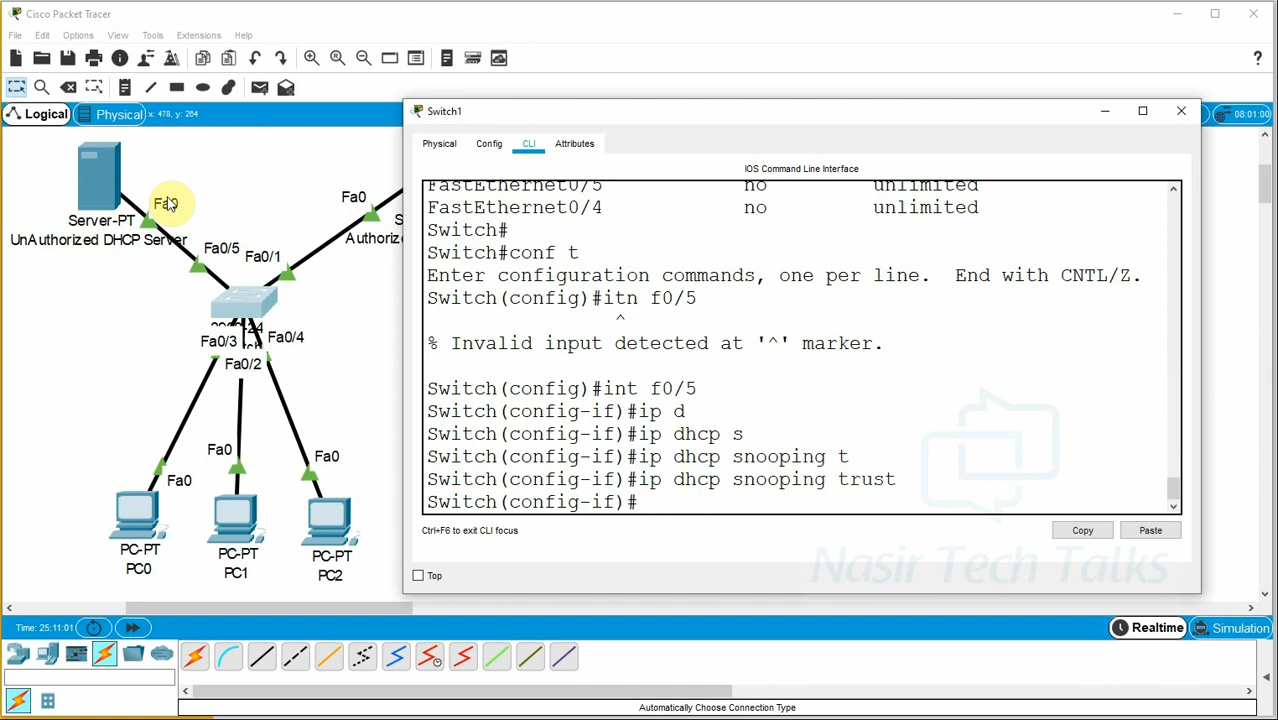 Cisco Packet Tracer
File Edit Options View Tools Extensions Help
Logical Physical x: 478, y: 264
08:01:00
Switch1
Physical Config CLI Attributes
IOS Command Line Interface
FastEthernet0/5 no unlimited
FastEthernet0/4 no unlimited
Switch#
Switch#conf t
Enter configuration commands, one per line. End with CNTL/Z.
Switch(config)#itn f0/5
^
% Invalid input detected at '^' marker.
Switch(config)#int f0/5
Switch(config-if)#ip d
Switch(config-if)#ip dhcp s
Switch(config-if)#ip dhcp snooping t
Switch(config-if)#ip dhcp snooping trust
Switch(config-if)#
Ctrl+F6 to exit CLI focus
Copy Paste
Top
Nasir Tech Talks
Fa0
Fa0
Server-PT
UnAuthorized DHCP Server
Authoriz
Fa0/5 Fa0/1
Fa0/3 Fa0/4
Fa0/2
Fa0 Fa0 Fa0
PC-PT
PC0
PC-PT
PC1
PC-PT
PC2
Time: 25:11:01
Realtime Simulation
Automatically Choose Connection Type